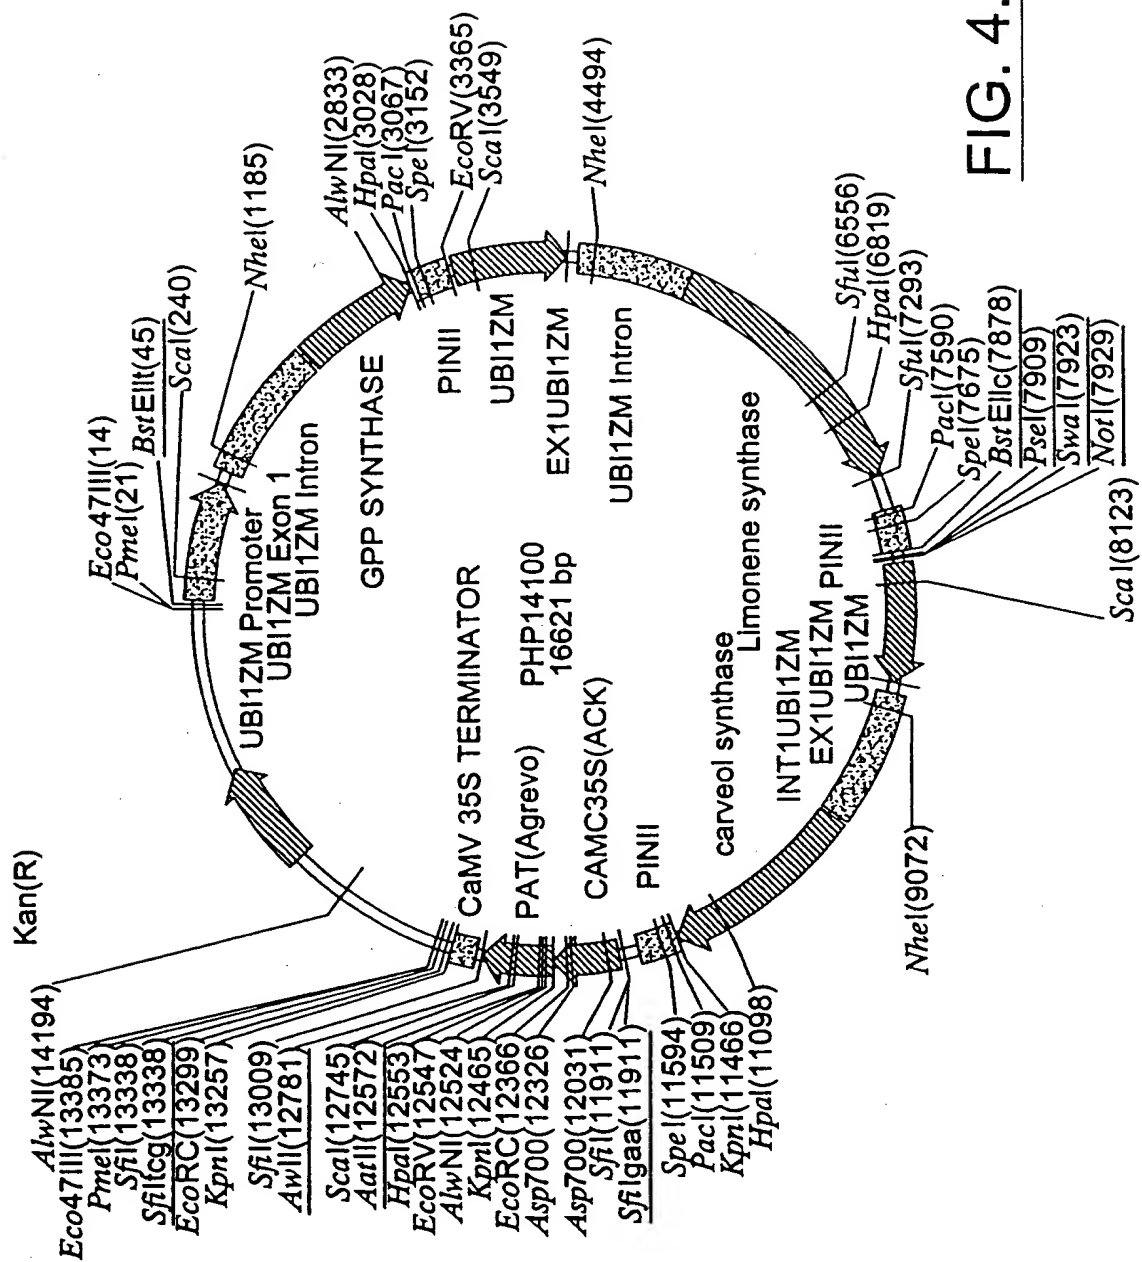 FIG. 4.
Kan(R)
Eco47III(14)
PmeI(21)
BstEIIt(45)
ScaI(240)
NheI(1185)
AlwNI(2833)
HpaI(3028)
PacI(3067)
SpeI(3152)
EcoRV(3365)
ScaI(3549)
NheI(4494)
SfuI(6556)
HpaI(6819)
SfuI(7293)
PacI(7590)
SpeI(7675)
BstEIIc(7878)
PseI(7909)
SwaI(7923)
NotI(7929)
ScaI(8123)
NheI(9072)
HpaI(11098)
KpnI(11466)
PacI(11509)
SpeI(11594)
SfiIgaa(11911)
SfiI(11911)
Asp700(12031)
Asp700(12326)
EcoRC(12366)
KpnI(12465)
AlwNI(12524)
EcoRV(12547)
HpaI(12553)
AatII(12572)
ScaI(12745)
AwII(12781)
SfiI(13009)
KpnI(13257)
EcoRC(13299)
SfiItcg(13338)
SfiI(13338)
PmeI(13373)
Eco47III(13385)
AlwNI(14194)
UBI1ZM Promoter
UBI1ZM Exon 1
UBI1ZM Intron
GPP SYNTHASE
PINII
UBI1ZM
EX1UBI1ZM
UBI1ZM Intron
Limonene synthase
PINII
UBI1ZM
EX1UBI1ZM
INT1UBI1ZM
carveol synthase
PINII
CAMC35S(ACK)
PAT(Agrevo)
CaMV 35S TERMINATOR
PHP14100
16621 bp